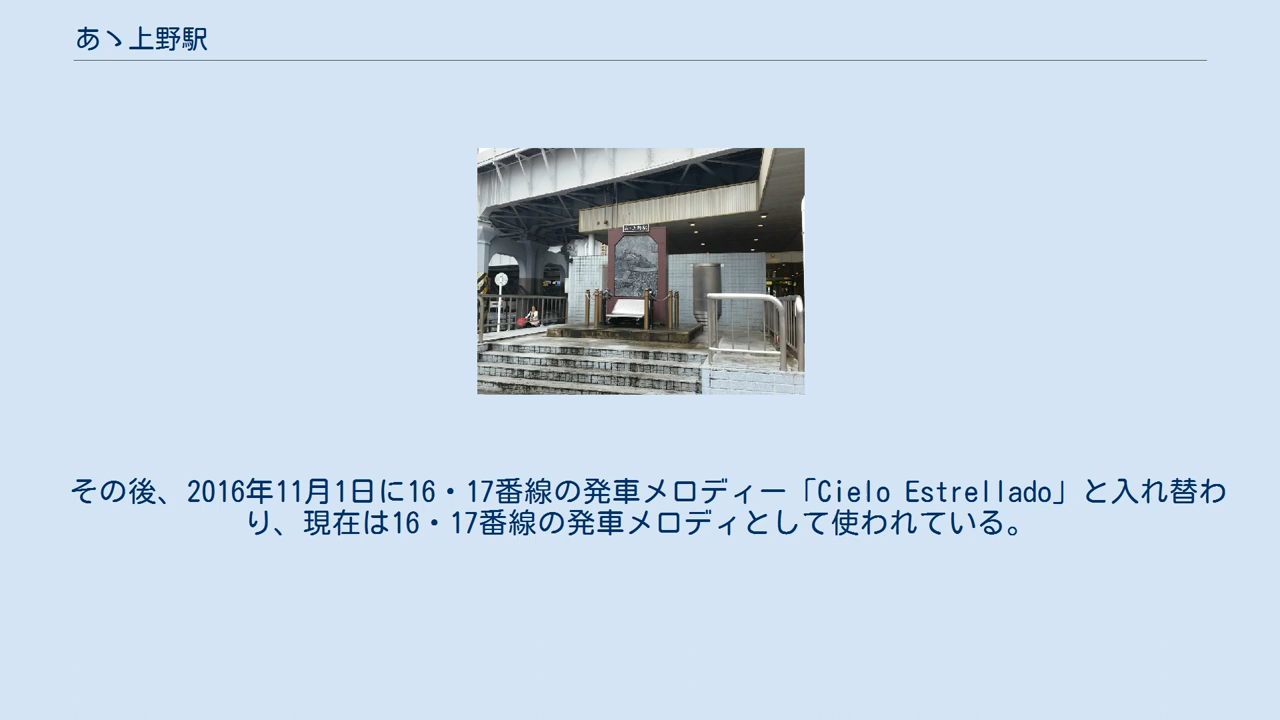 あゝ上野駅
その後、2016年11月1日に16・17番線の発車メロディー「Cielo Estrellado」と入れ替わ
り、現在は16・17番線の発車メロディとして使われている。